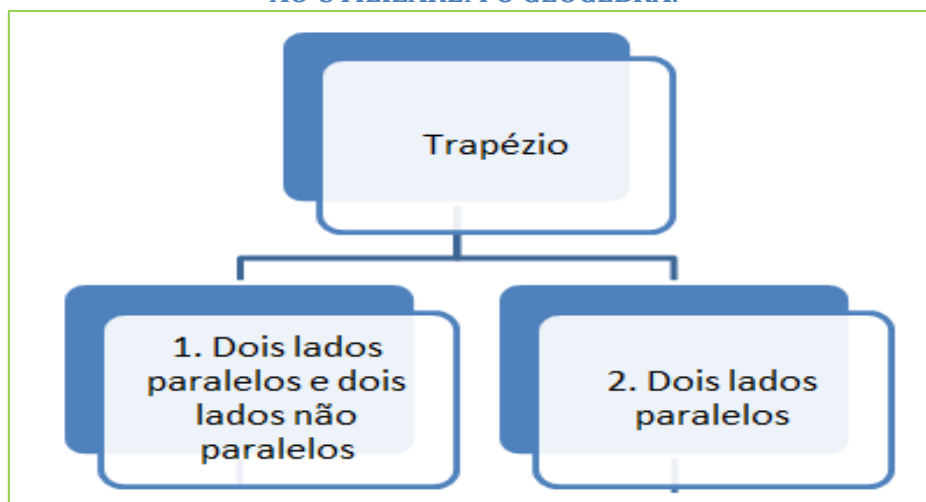 Trapézio
1. Dois lados
paralelos e dois
lados não
paralelos
2. Dois lados
paralelos